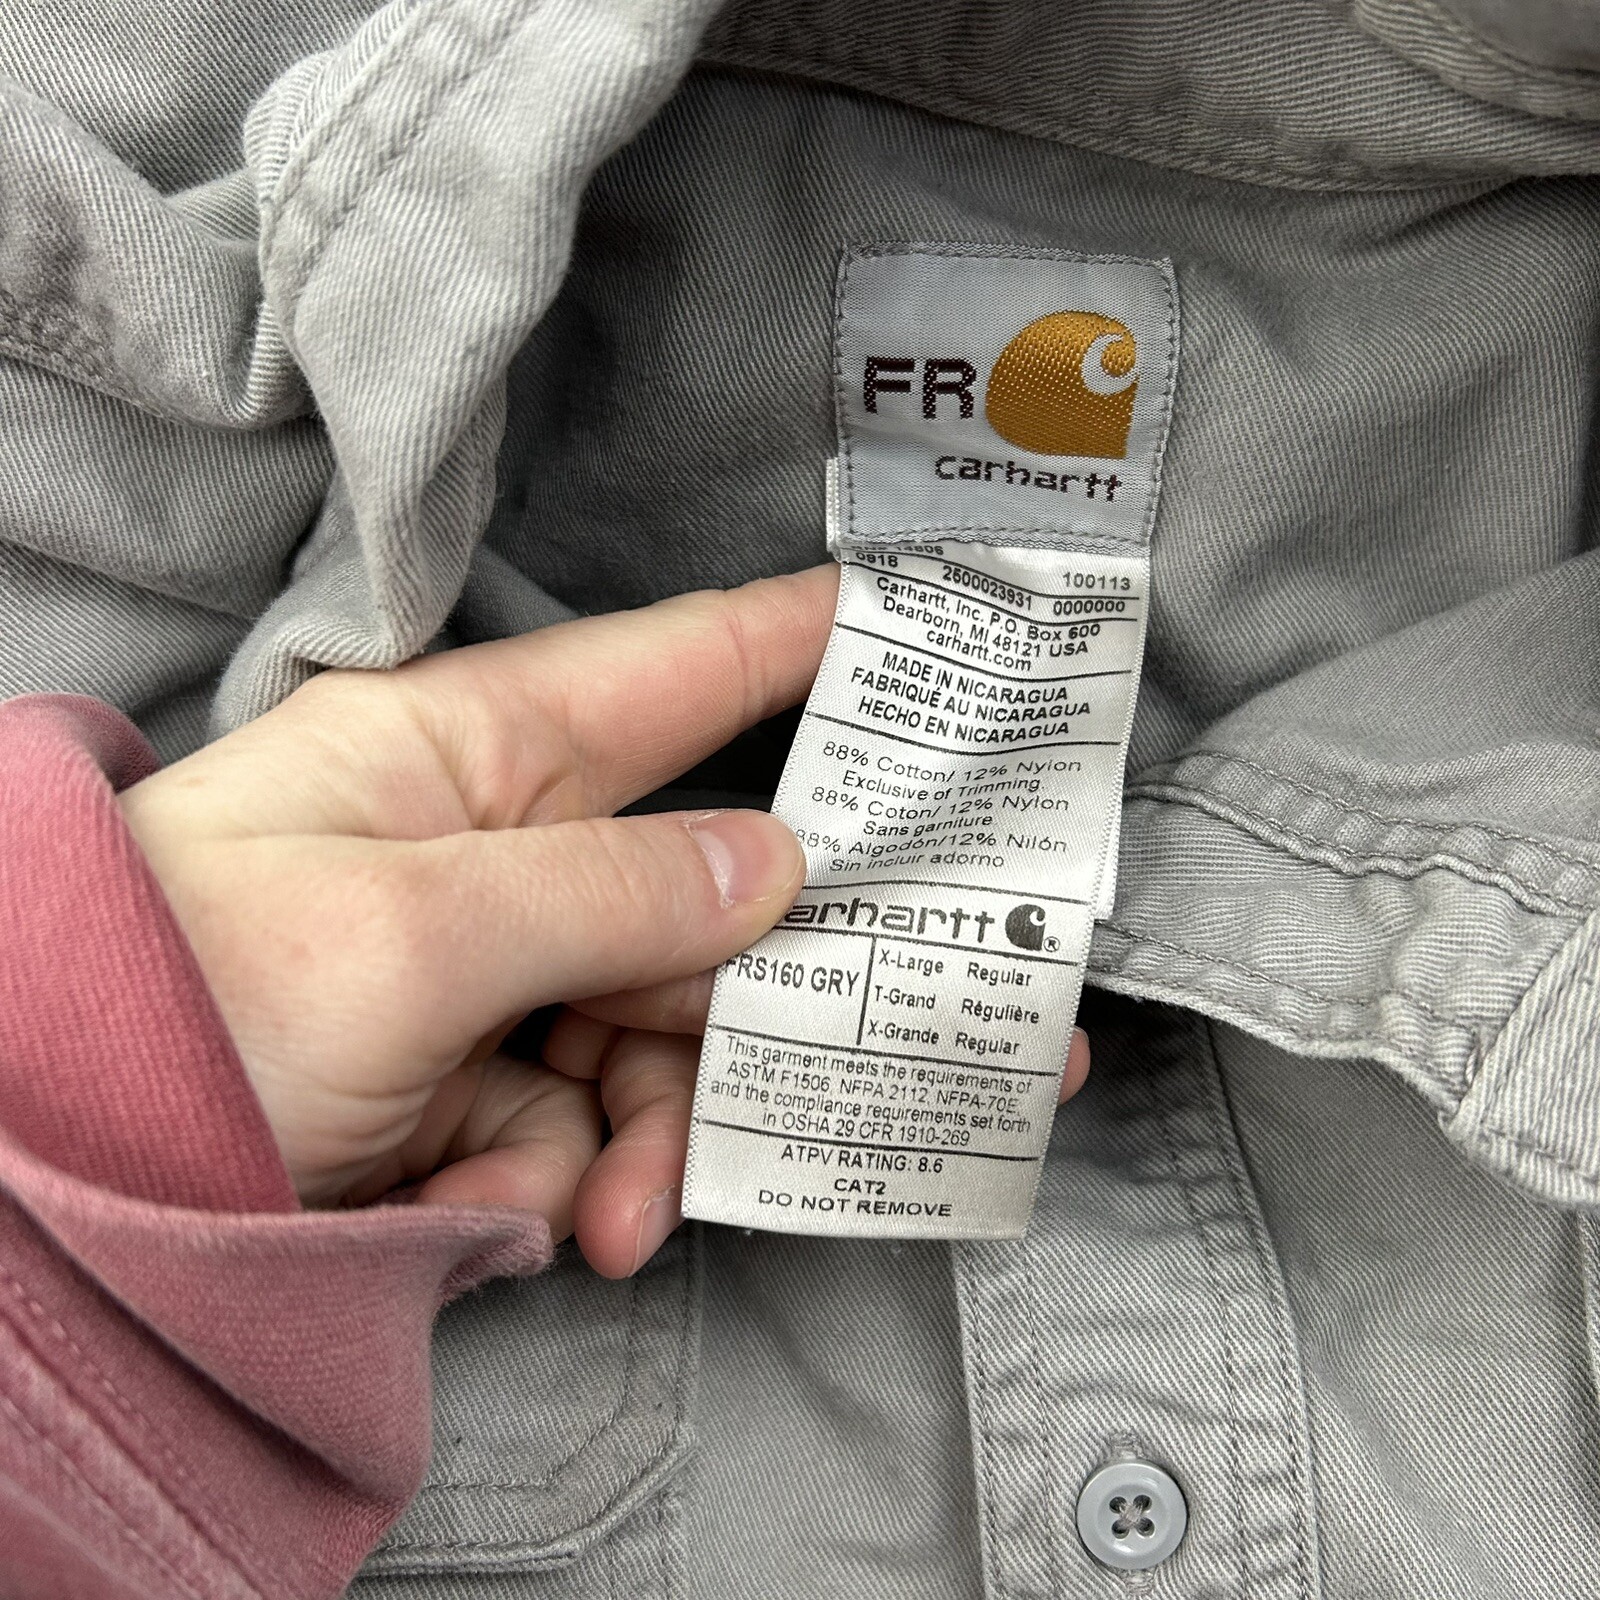 FR
carhartt
14806
0918 2500023931 100113
0000000
Carhartt, Inc. P.O. Box 600
Dearborn, MI 48121 USA
carhartt.com
MADE IN NICARAGUA
FABRIQUÉ AU NICARAGUA
HECHO EN NICARAGUA
88% Cotton/ 12% Nylon
Exclusive of Trimming
88% Coton/ 12% Nylon
Sans garniture
88% Algodón/12% Nilón
Sin incluir adorno
arhartt ®
FRS160 GRY
X-Large Regular
T-Grand Régulière
X-Grande Regular
This garment meets the requirements of
ASTM F1506, NFPA 2112, NFPA-70E,
and the compliance requirements set forth
in OSHA 29 CFR 1910-269
ATPV RATING: 8.6
CAT2
DO NOT REMOVE